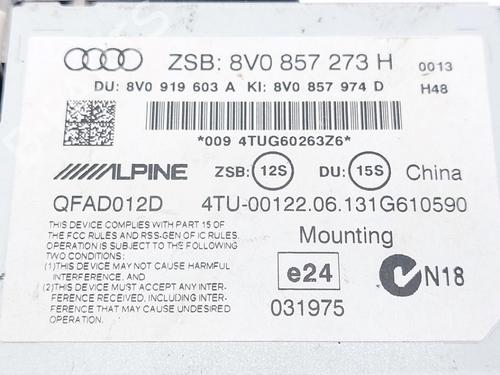 ZSB: 8V0 857 273 H 0013
DU: 8V0 919 603 A KI: 8V0 857 974 D H48
*009 4TUG60263Z6*
ALPINE ZSB: 12S DU: 15S China
QFAD012D 4TU-00122.06.131G610590
THIS DEVICE COMPLIES WITH PART 15 OF
THE FCC RULES AND RSS-GEN OF IC RULES.
OPERATION IS SUBJECT TO THE FOLLOWING
TWO CONDITIONS:
(1)THIS DEVICE MAY NOT CAUSE HARMFUL
INTERFERENCE, AND
(2)THIS DEVICE MUST ACCEPT ANY INTER-
FERENCE RECEIVED, INCLUDING INTER-
FERENCE THAT MAY CAUSE UNDESIRED
OPERATION.
Mounting
e24 N18
031975